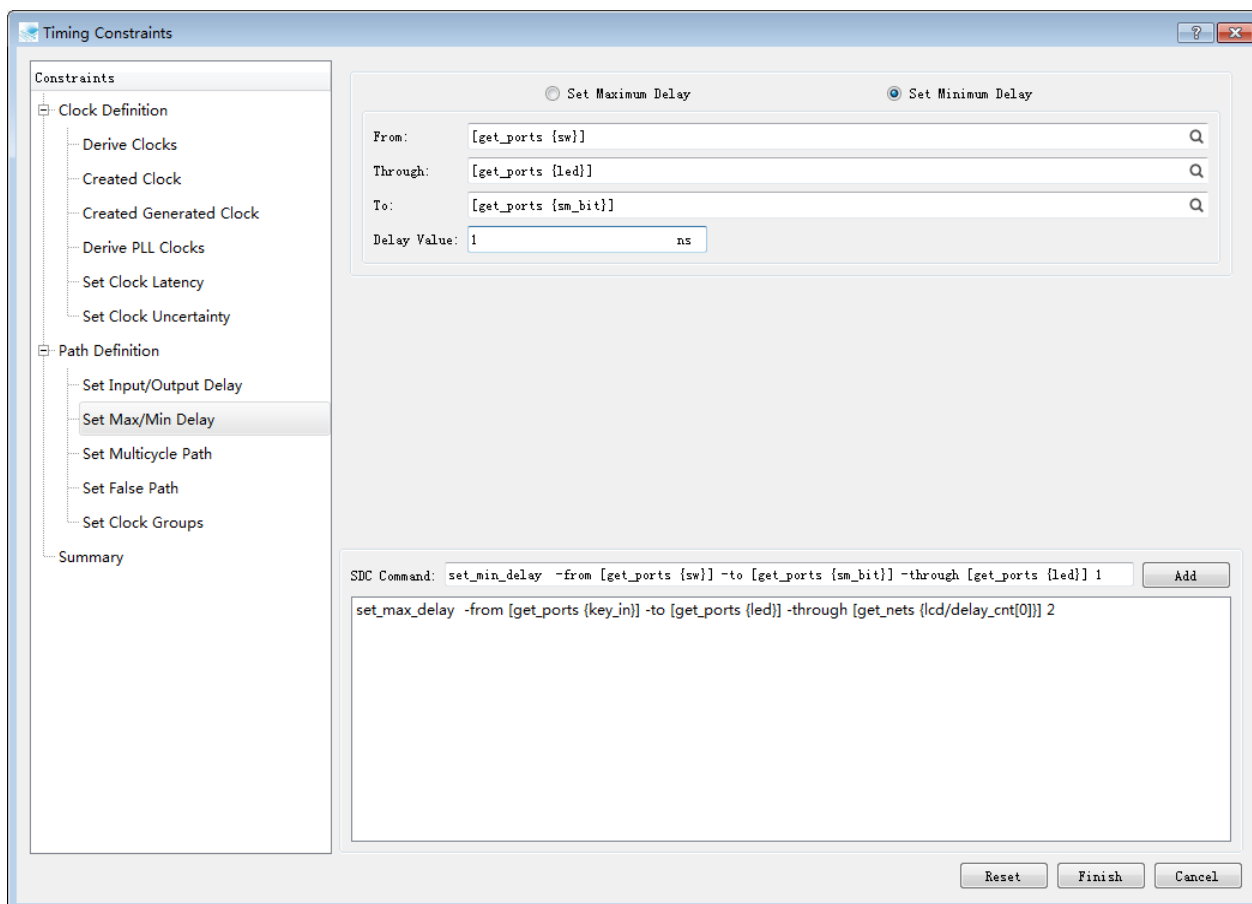 Timing Constraints
Constraints
Clock Definition
Derive Clocks
Created Clock
Created Generated Clock
Derive PLL Clocks
Set Clock Latency
Set Clock Uncertainty
Path Definition
Set Input/Output Delay
Set Max/Min Delay
Set Multicycle Path
Set False Path
Set Clock Groups
Summary
Set Maximum Delay
Set Minimum Delay
From: [get_ports {sw}]
Through: [get_ports {led}]
To: [get_ports {sm_bit}]
Delay Value: 1 ns
SDC Command: set_min_delay -from [get_ports {sw}] -to [get_ports {sm_bit}] -through [get_ports {led}] 1 Add
set_max_delay -from [get_ports {key_in}] -to [get_ports {led}] -through [get_nets {lcd/delay_cnt[0]}] 2
Reset Finish Cancel